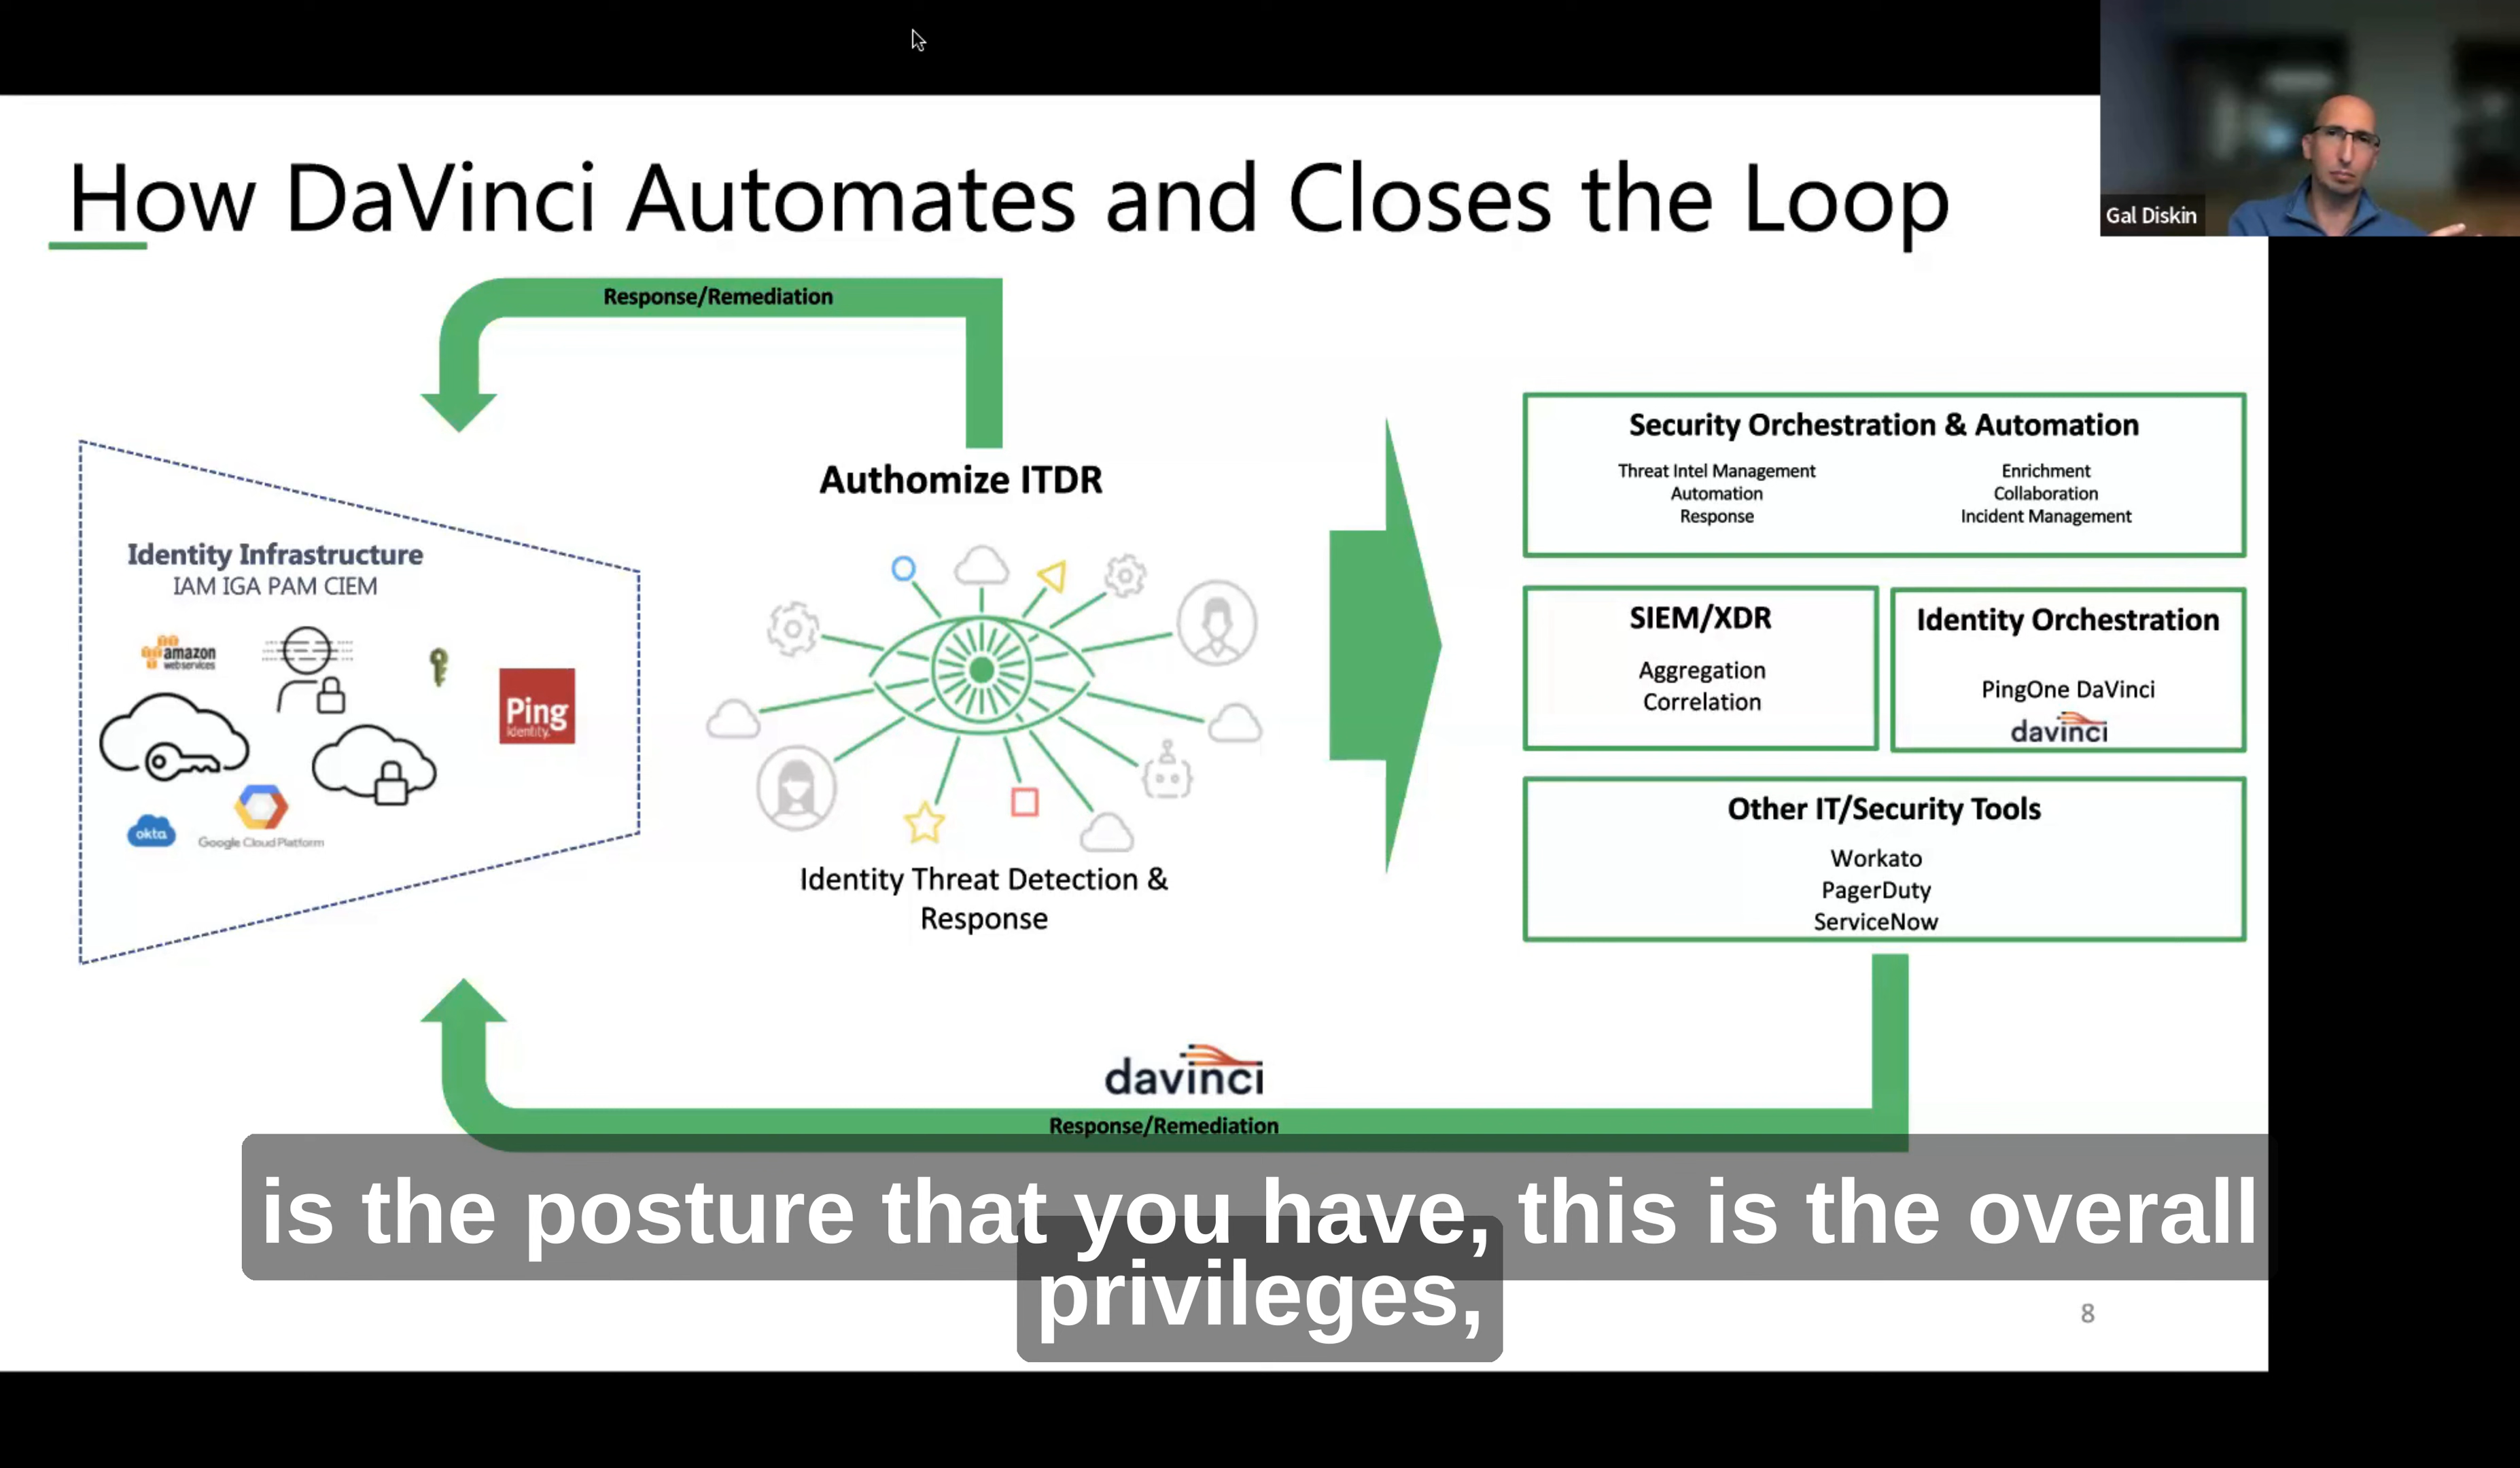 Gal Diskin
How DaVinci Automates and Closes the Loop
Response/Remediation
Identity Infrastructure
IAM IGA PAM CIEM
amazon
webservices
Ping
Identity.
okta
Google Cloud Platform
Authomize ITDR
Identity Threat Detection &
Response
Security Orchestration & Automation
Threat Intel Management
Automation
Response
Enrichment
Collaboration
Incident Management
SIEM/XDR
Aggregation
Correlation
Identity Orchestration
PingOne DaVinci
davinci
Other IT/Security Tools
Workato
PagerDuty
ServiceNow
davinci
Response/Remediation
is the posture that you have, this is the overall
privileges,
8